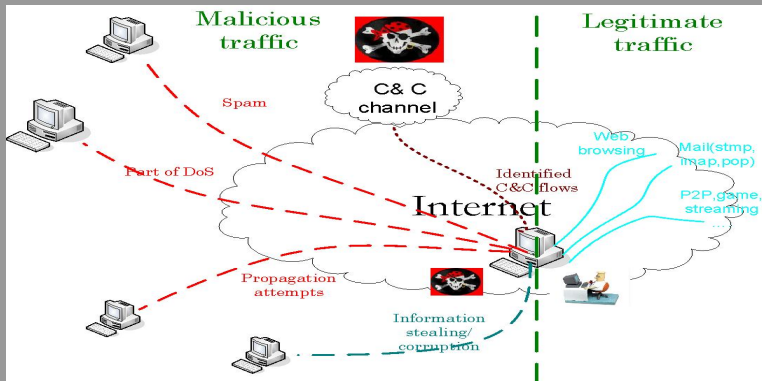 Malicious
traffic
Legitimate
traffic
C& C
channel
Spam
Web
browsing
Mail(stmp,
imap,pop)
Part of DoS
Identified
C&C flows
Internet
P2P,game,
streaming
...
Propagation
attempts
Information
stealing/
corruption